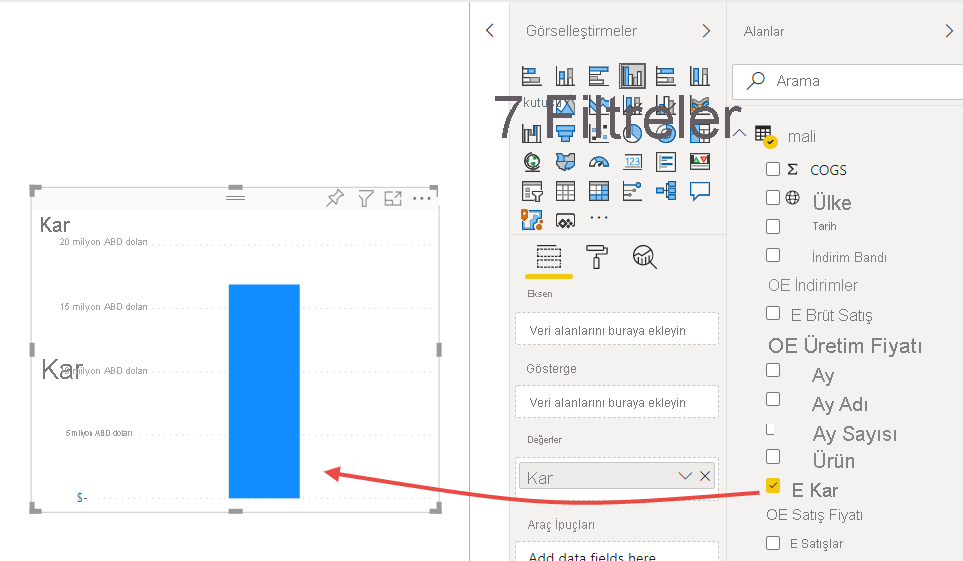 Görselleştirmeler
Alanlar
Arama
kutusu
7 Filtreler
mali
COGS
Ülke
Tarih
İndirim Bandı
OE İndirimler
E Brüt Satış
OE Üretim Fiyatı
Ay
Ay Adı
Ay Sayısı
Ürün
E Kar
OE Satış Fiyatı
E Satışlar
123
Eksen
Veri alanlarını buraya ekleyin
Gösterge
Veri alanlarını buraya ekleyin
Değerler
Kar
Araç İpuçları
Add data fields here
Kar
20 milyon ABD doları
15 milyon ABD doları
Kar
milyon ABD doları
5 milyon ABD doları
$-